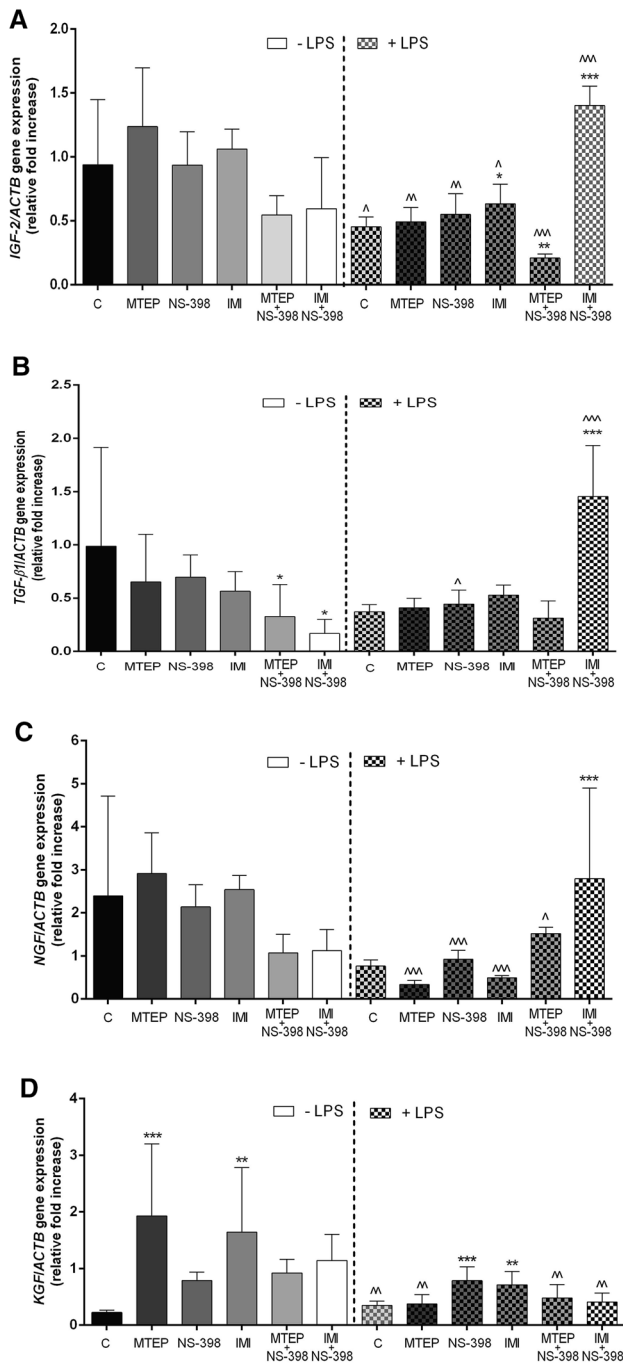 A
- LPS
+ LPS
IGF-2/ACTB gene expression
(relative fold increase)
2.0
1.5
1.0
0.5
0.0
^ ^^ ^^ ^ * ^^^ ** ^^^ ***
C MTEP NS-398 IMI MTEP + NS-398 IMI + NS-398 C MTEP NS-398 IMI MTEP + NS-398 IMI + NS-398
B
- LPS
+ LPS
TGF-β1/ACTB gene expression
(relative fold increase)
2.5
2.0
1.5
1.0
0.5
0.0
* * ^ ^^^ ***
C MTEP NS-398 IMI MTEP + NS-398 IMI + NS-398 C MTEP NS-398 IMI MTEP + NS-398 IMI + NS-398
C
- LPS
+ LPS
NGF/ACTB gene expression
(relative fold increase)
6
5
3
2
1
0
^^^ ^^^ ^^^ ^ ***
C MTEP NS-398 IMI MTEP + NS-398 IMI + NS-398 C MTEP NS-398 IMI MTEP + NS-398 IMI + NS-398
D
- LPS
+ LPS
KGF/ACTB gene expression
(relative fold increase)
4
3
2
1
0
*** ** ^^ ^^ *** ** ^^ ^^
C MTEP NS-398 IMI MTEP + NS-398 IMI + NS-398 C MTEP NS-398 IMI MTEP + NS-398 IMI + NS-398